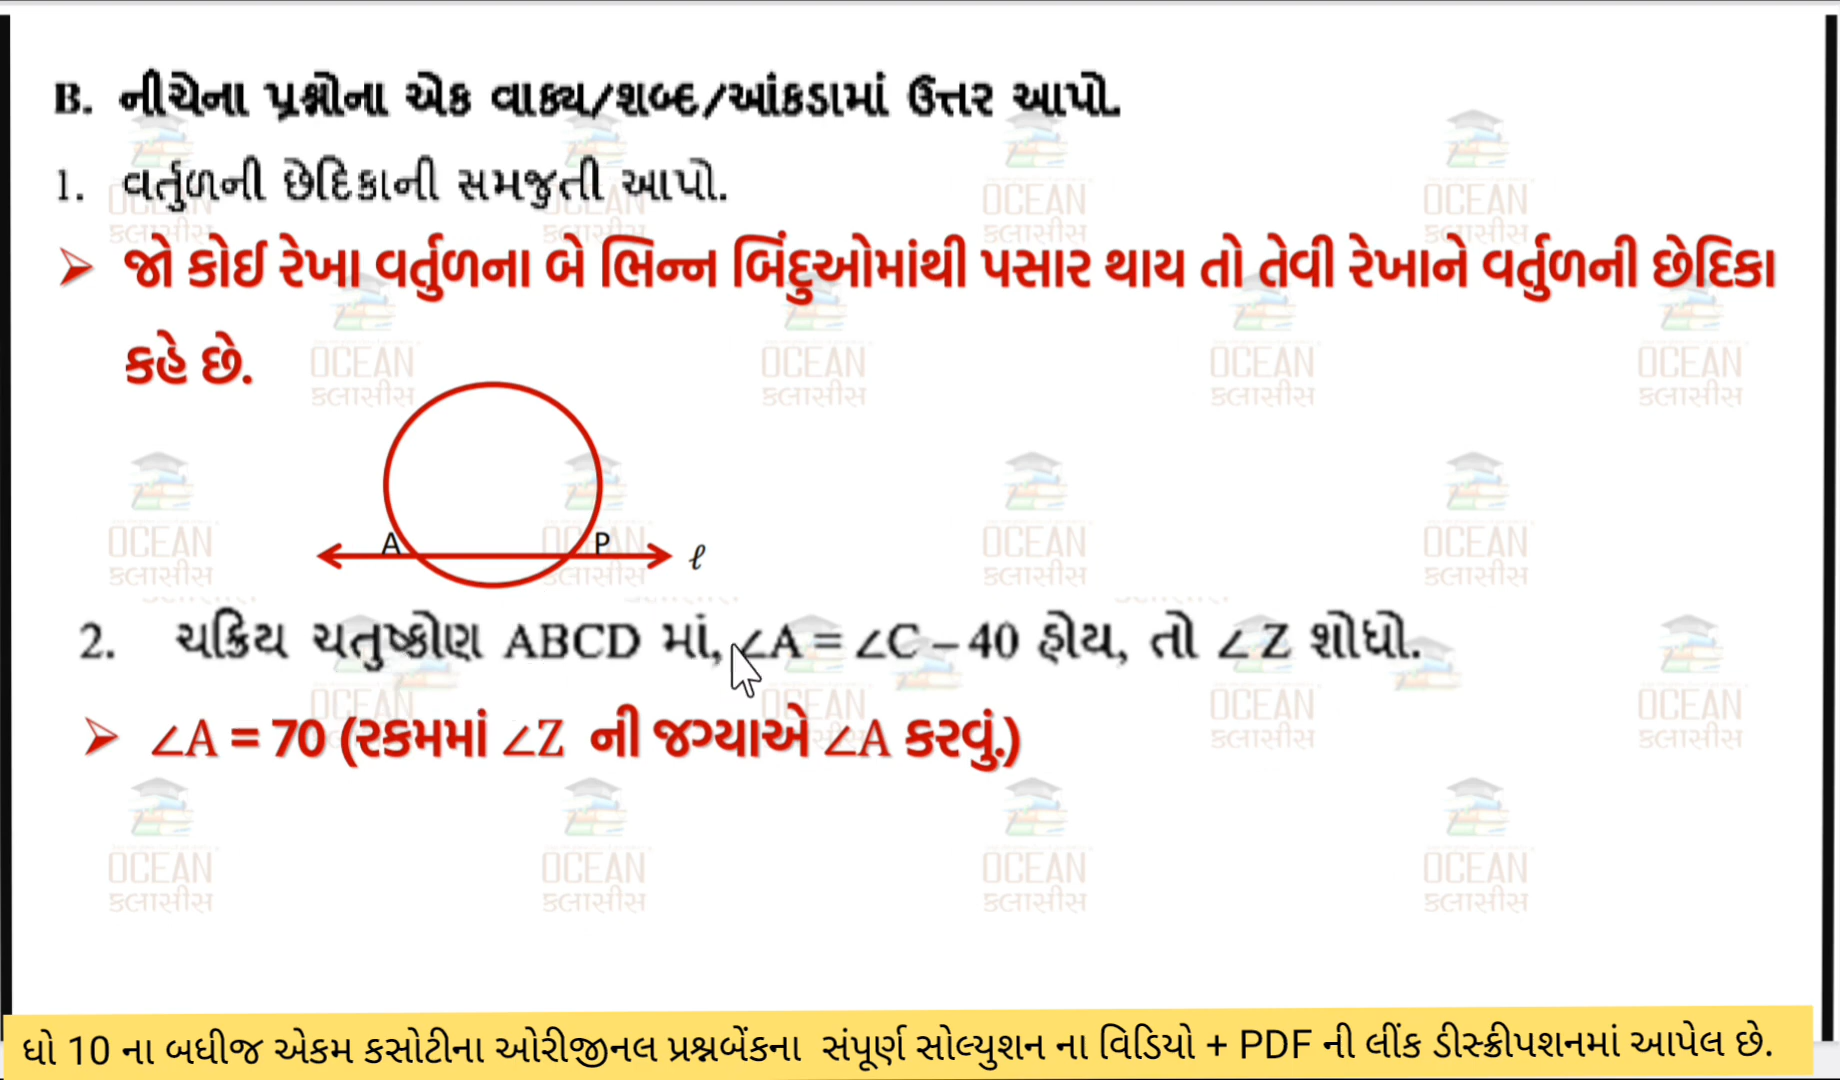 B. નીચેના પ્રશ્નોના એક વાક્ય/શબ્દ/આંકડામાં ઉત્તર આપો.
1. વર્તુળની છેદિકાની સમજુતી આપો.
➢ જો કોઈ રેખા વર્તુળના બે ભિન્ન બિંદુઓમાંથી પસાર થાય તો તેવી રેખાને વર્તુળની છેદિકા
કહે છે.
A P ℓ
2. ચક્રિય ચતુષ્કોણ ABCD માં, ∠A = ∠C – 40 હોય, તો ∠Z શોધો.
➢ ∠A = 70 (રકમમાં ∠Z ની જગ્યાએ ∠A કરવું.)
OCEAN
ક્લાસીસ
ધો 10 ના બધીજ એકમ કસોટીના ઓરીજીનલ પ્રશ્નબેંકના સંપૂર્ણ સોલ્યુશન ના વિડિયો + PDF ની લીંક ડીસ્ક્રીપશનમાં આપેલ છે.